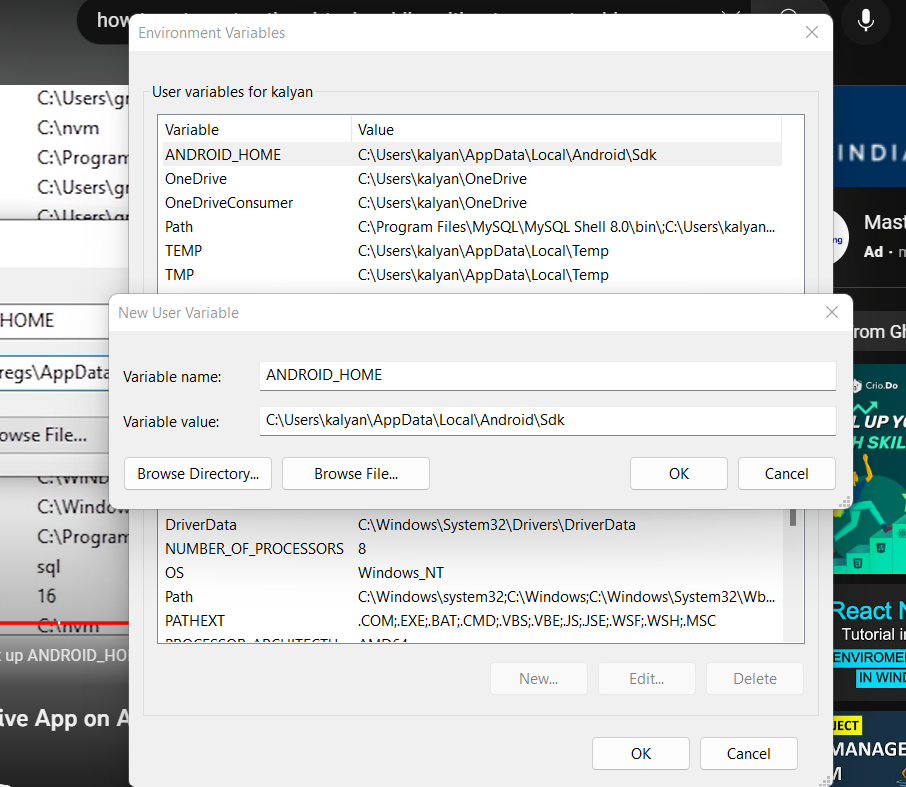 Environment Variables
User variables for kalyan
Variable Value
ANDROID_HOME C:\Users\kalyan\AppData\Local\Android\Sdk
OneDrive C:\Users\kalyan\OneDrive
OneDriveConsumer C:\Users\kalyan\OneDrive
Path C:\Program Files\MySQL\MySQL Shell 8.0\bin\;C:\Users\kalyan...
TEMP C:\Users\kalyan\AppData\Local\Temp
TMP C:\Users\kalyan\AppData\Local\Temp
New User Variable
Variable name: ANDROID_HOME
Variable value: C:\Users\kalyan\AppData\Local\Android\Sdk
Browse Directory... Browse File... OK Cancel
DriverData C:\Windows\System32\Drivers\DriverData
NUMBER_OF_PROCESSORS 8
OS Windows_NT
Path C:\Windows\system32;C:\Windows;C:\Windows\System32\Wb...
PATHEXT .COM;.EXE;.BAT;.CMD;.VBS;.VBE;.JS;.JSE;.WSF;.WSH;.MSC
PROCESSOR_ARCHITECTU AMD64
New... Edit... Delete
OK Cancel
how
C:\Users\gr
C:\nvm
C:\Program
C:\Users\gr
C:\Users\gr
HOME
regs\AppData
owse File...
C:\WIND
C:\Window
C:\Program
sql
16
C:\nvm
t up ANDROID_HO
ive App on A
INDIA
ng
Mast
Ad
rom Gh
Crio.Do
L UP YO
H SKIL
React N
Tutorial i
ENVIROMEN
IN WIND
JECT
MANAGE
M